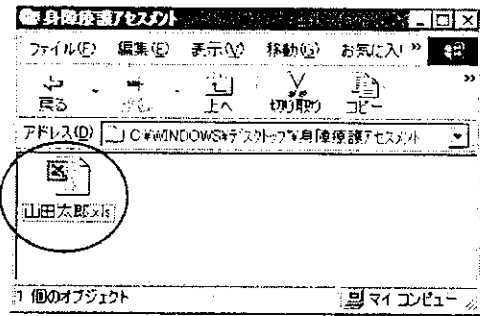 身障療護アセスメント
ファイル(F) 編集(E) 表示(V) 移動(G) お気に入り »
戻る 上へ 切り取り コピー »
アドレス(D) C:¥WINDOWS¥デスクトップ¥身障療護アセスメント
山田太郎.xls
1 個のオブジェクト マイ コンピュー